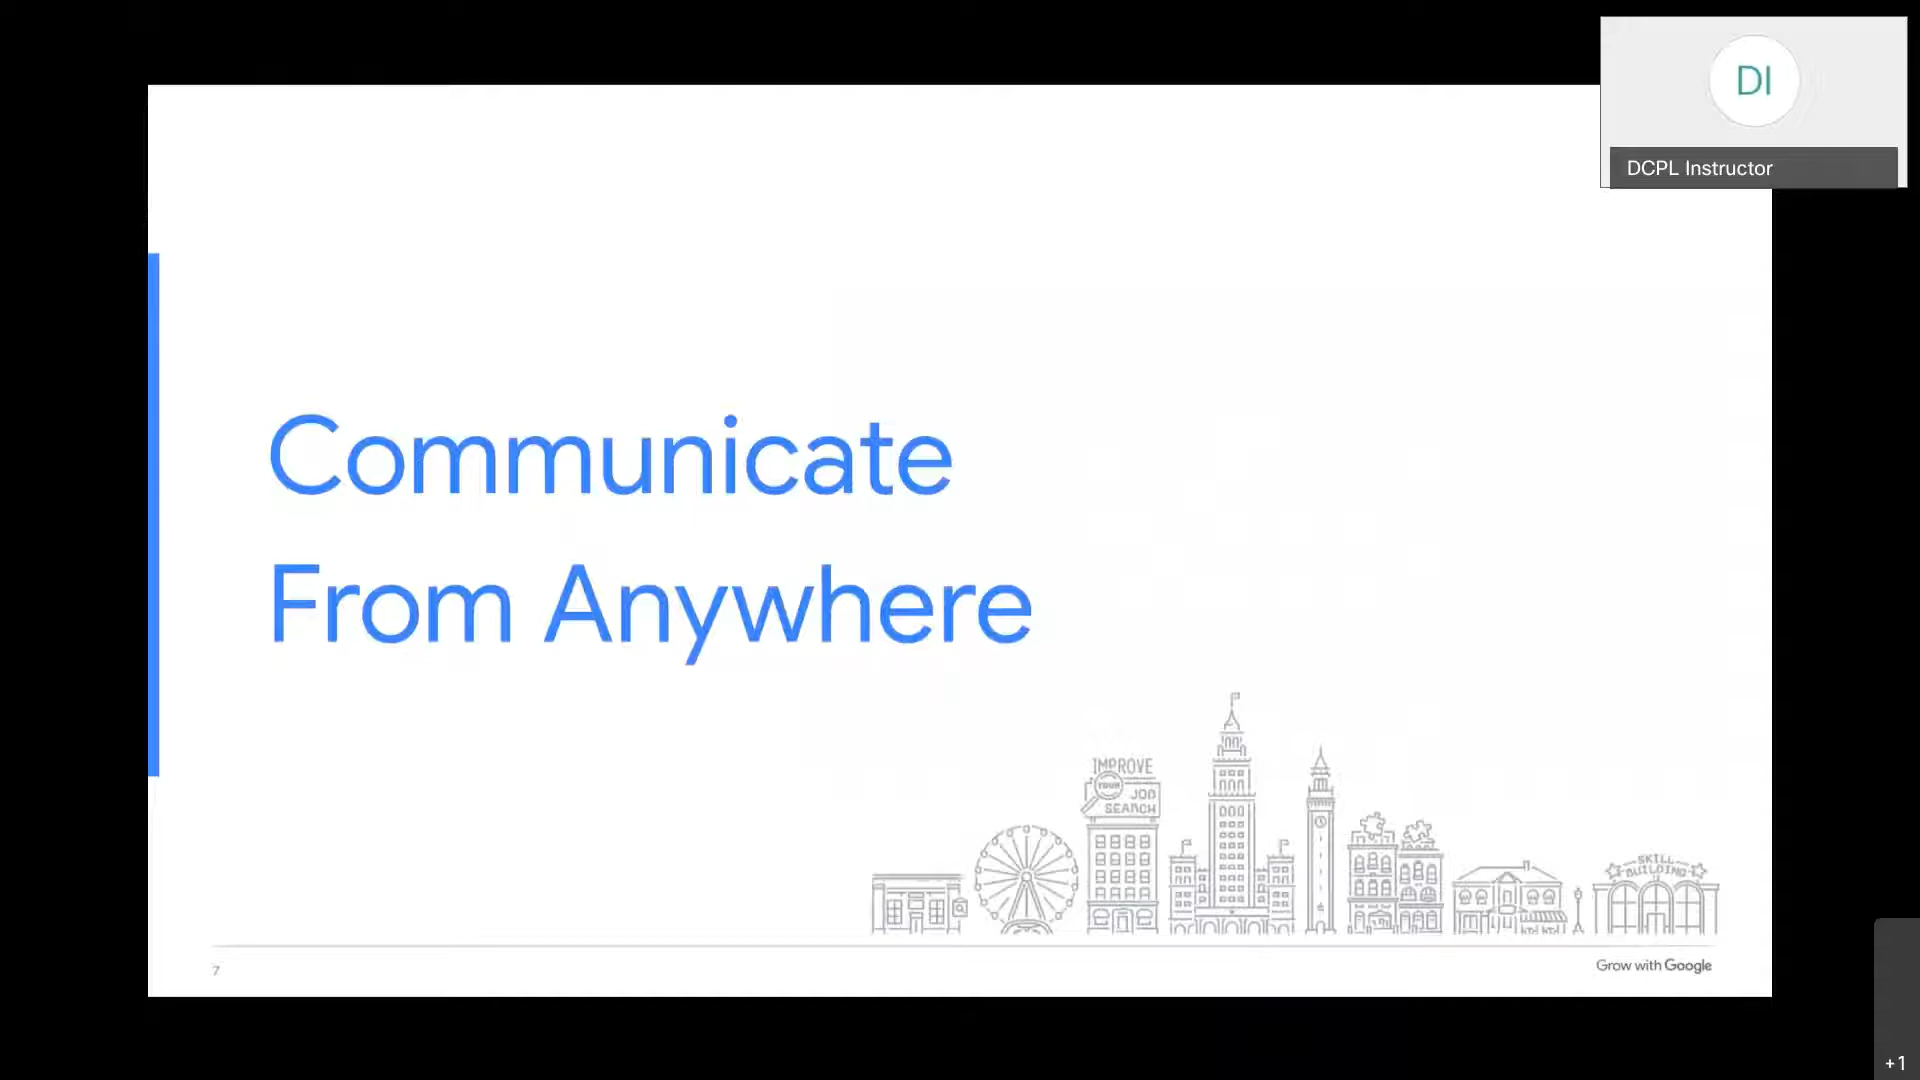 DI
DCPL Instructor
Communicate
From Anywhere
IMPROVE
YOUR
JOB
SEARCH
SKILL
BUILDING
7
Grow with Google
+1